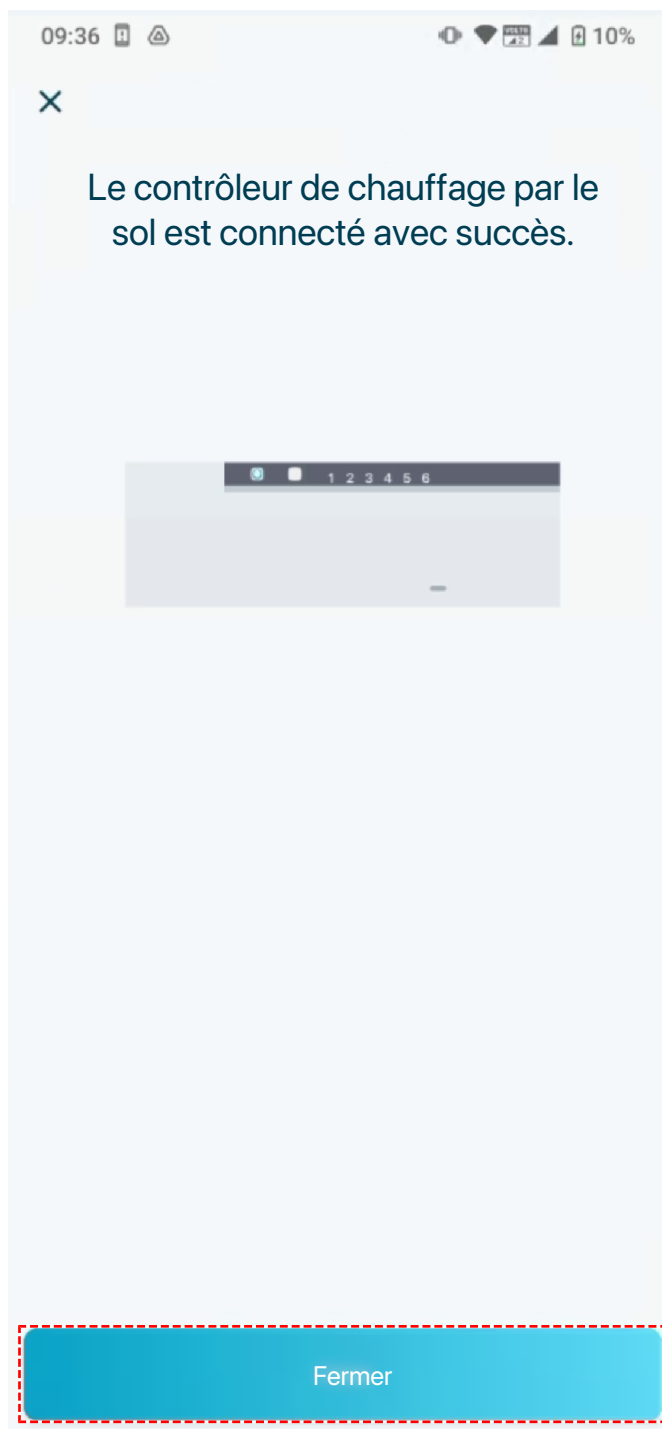 09:36 10%
Le contrôleur de chauffage par le
sol est connecté avec succès.
1 2 3 4 5 6
Fermer